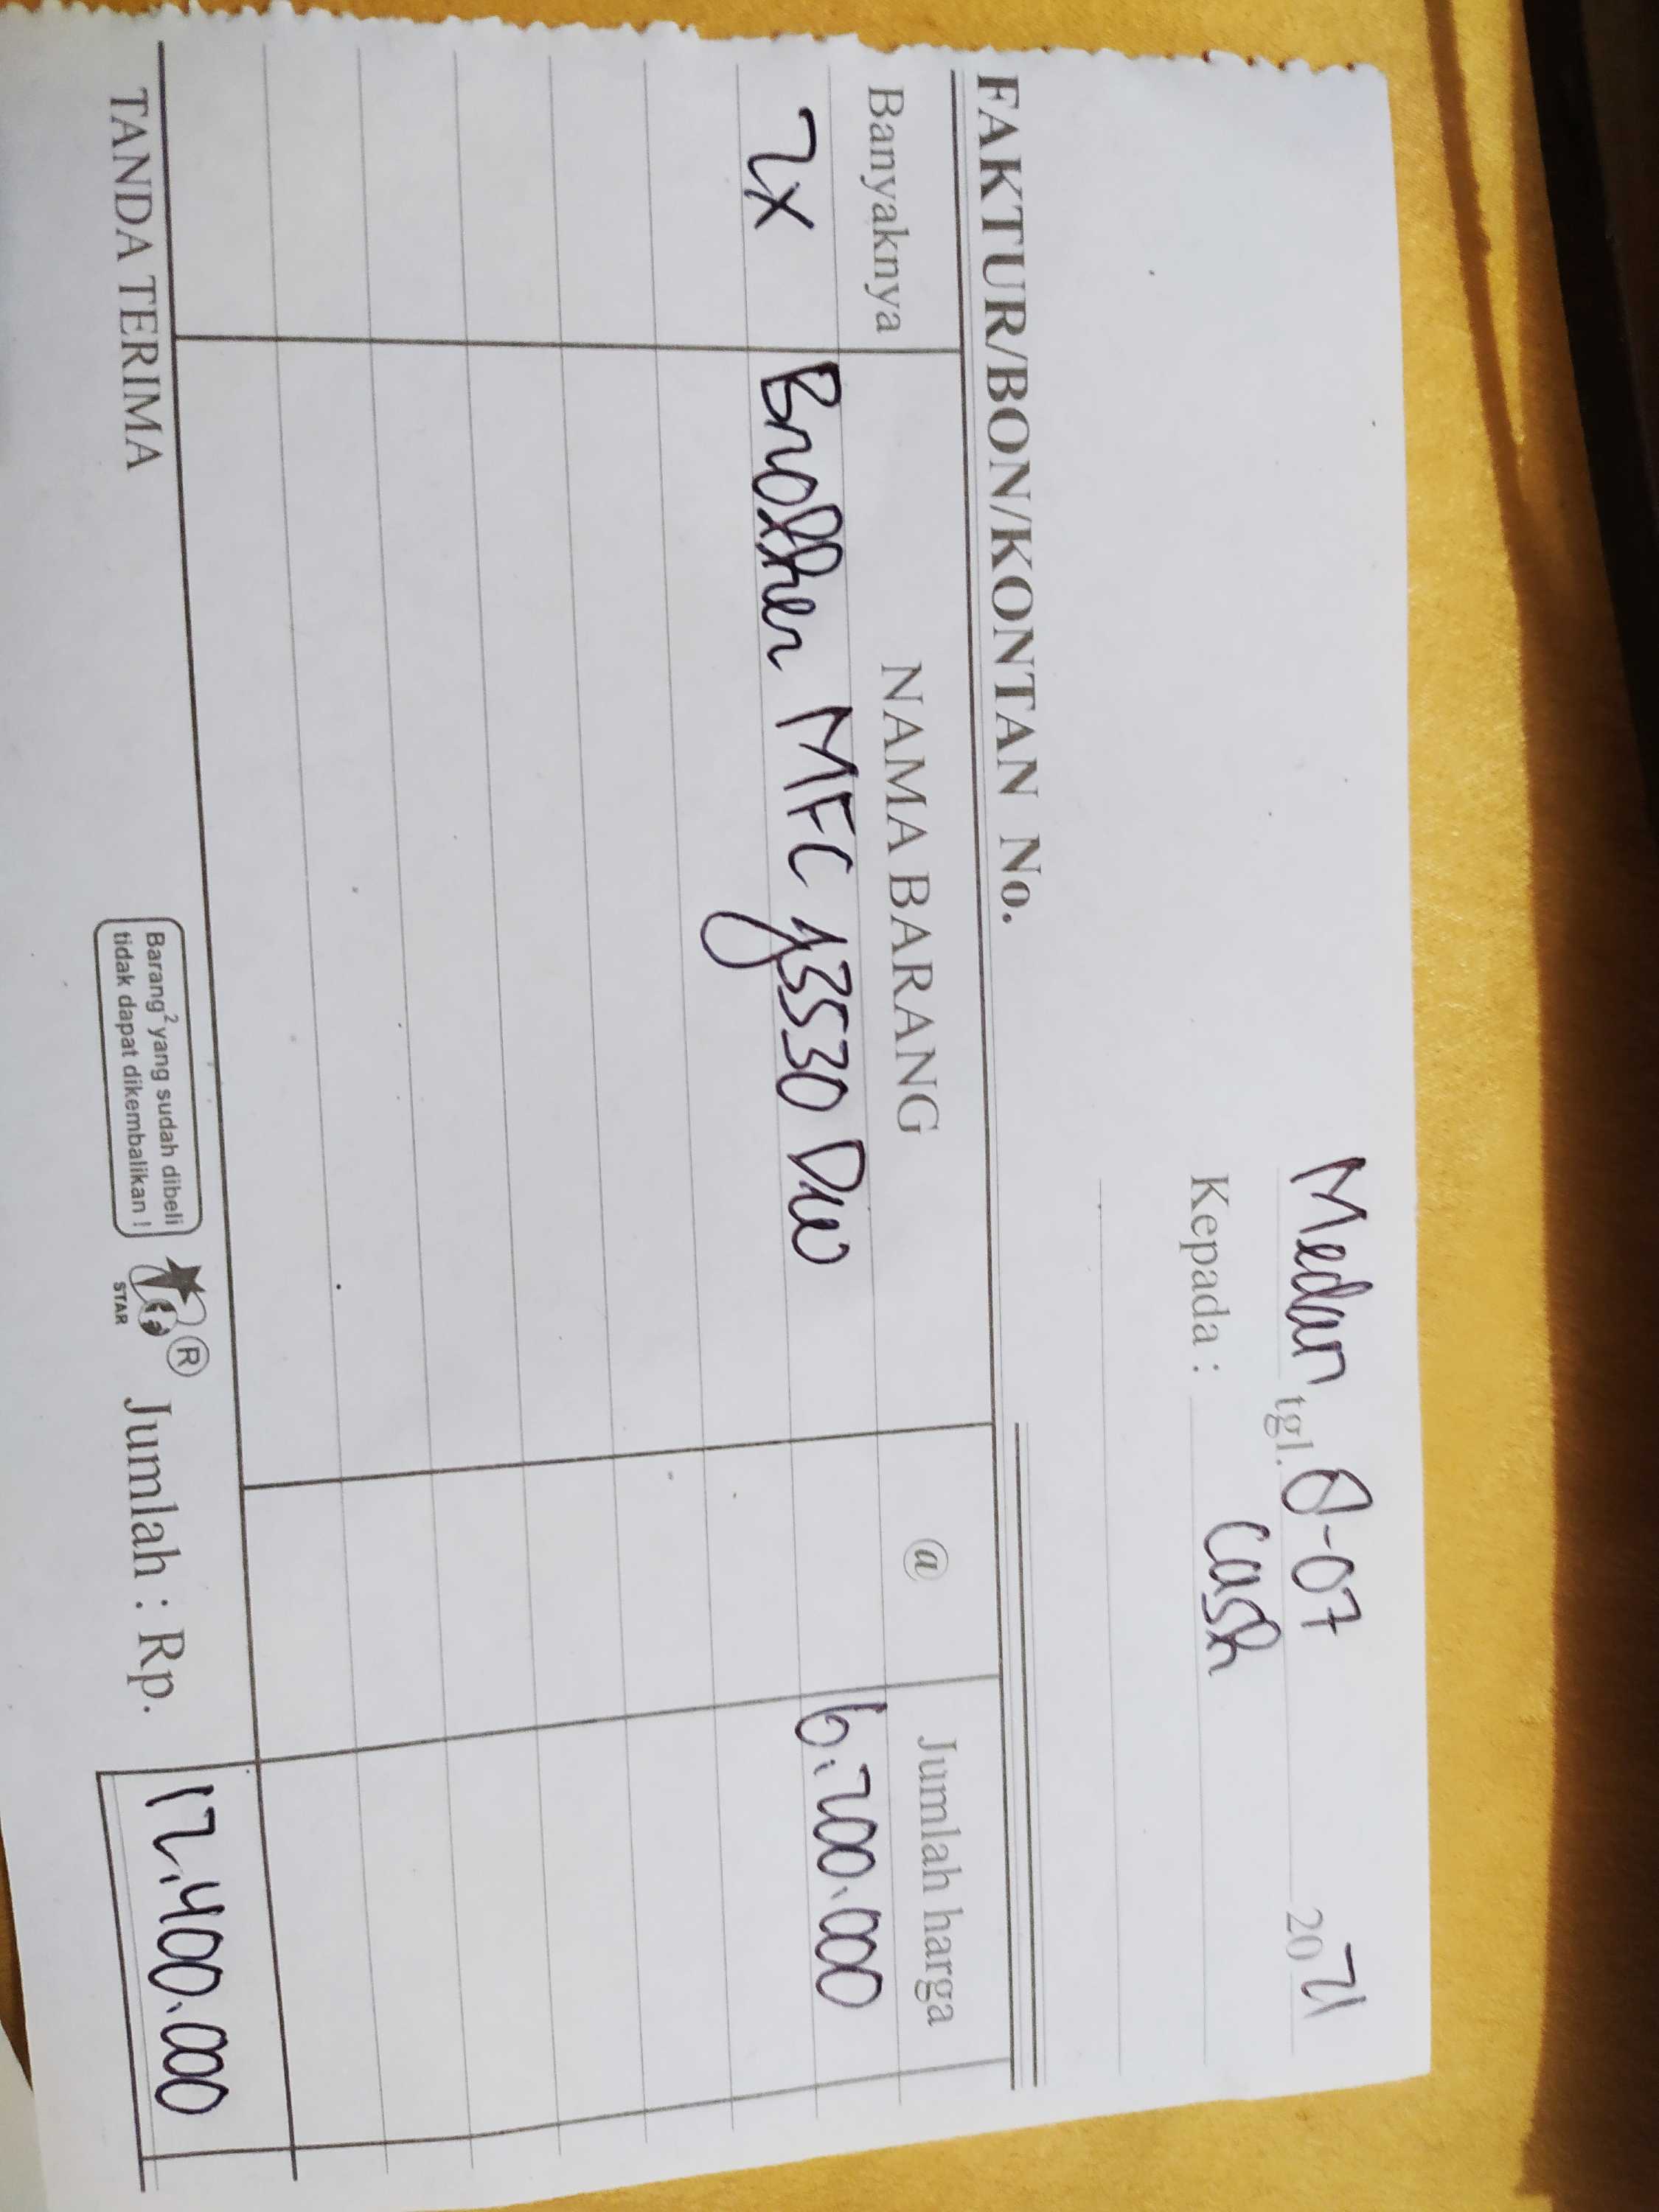 Medan tgl. 8-07 2021
Kepada : Cash
FAKTUR/BON/KONTAN No.
Banyaknya NAMA BARANG @ Jumlah harga
2x Brother MFC J3530 DW 6.200.000
TANDA TERIMA
Barang² yang sudah dibeli
tidak dapat dikembalikan !
STAR
®
Jumlah : Rp. 12.400.000